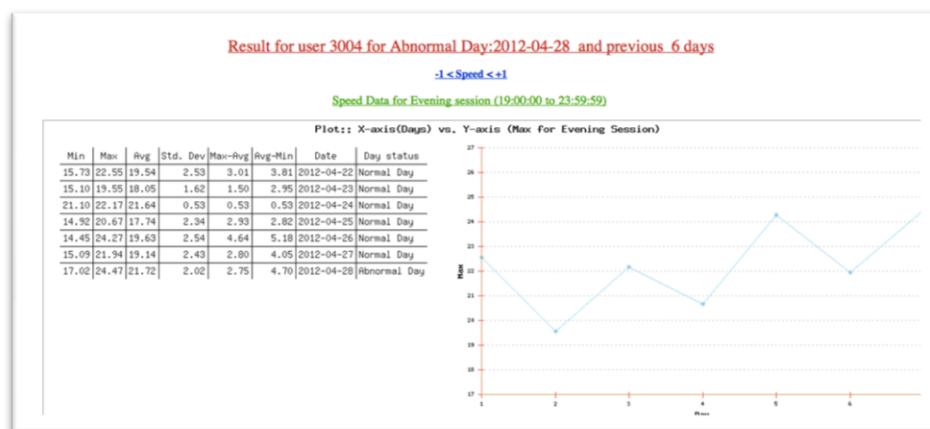 Result for user 3004 for Abnormal Day:2012-04-28 and previous 6 days
-1 < Speed < +1
Speed Data for Evening session (19:00:00 to 23:59:59)
Plot:: X-axis(Days) vs. Y-axis (Max for Evening Session)
Min Max Avg Std. Dev Max-Avg Avg-Min Date Day status
15.73 22.55 19.54 2.53 3.01 3.81 2012-04-22 Normal Day
15.10 19.55 18.05 1.62 1.50 2.95 2012-04-23 Normal Day
21.10 22.17 21.64 0.53 0.53 0.53 2012-04-24 Normal Day
14.92 20.67 17.74 2.34 2.93 2.82 2012-04-25 Normal Day
14.45 24.27 19.63 2.54 4.64 5.18 2012-04-26 Normal Day
15.09 21.94 19.14 2.43 2.80 4.05 2012-04-27 Normal Day
17.02 24.47 21.72 2.02 2.75 4.70 2012-04-28 Abnormal Day
27
26
25
24
23
22
21
20
19
18
17
Max
1 2 3 4 5 6